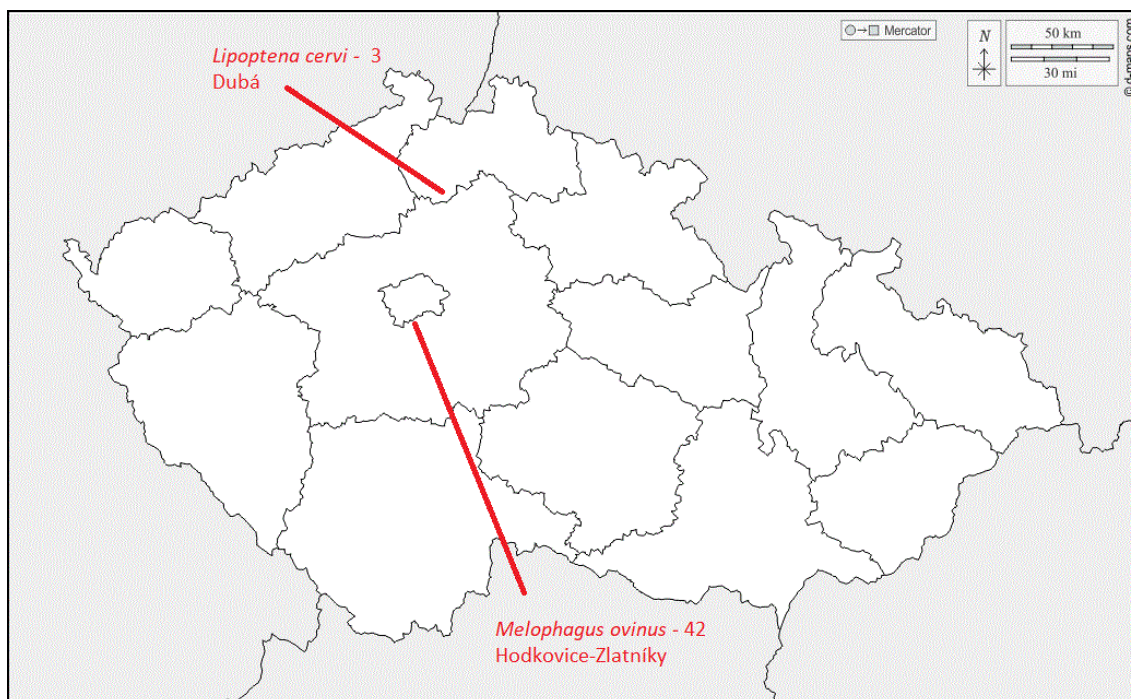 Lipoptena cervi - 3
Dubá
Mercator
N
50 km
30 mi
© d-maps.com
Melophagus ovinus - 42
Hodkovice-Zlatníky